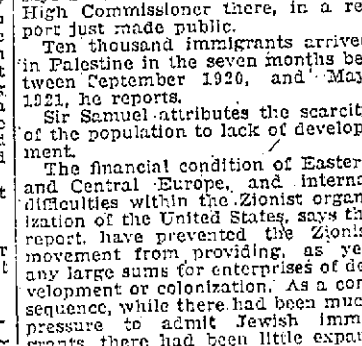 High Commissioner there, in a re
port just made public.
Ten thousand immigrants arrive
in Palestine in the seven months be
tween September 1920, and May
1921, he reports.
Sir Samuel attributes the scarcit
of the population to lack of develop
ment.
The financial condition of Easter
and Central Europe, and interna
difficulties within the Zionist organ
ization of the United States, says th
report, have prevented the Zionis
movement from providing, as ye
any large sums for enterprises of de
velopment or colonization. As a con
sequence, while there had been muc
pressure to admit Jewish imm
grants, there had been little expan